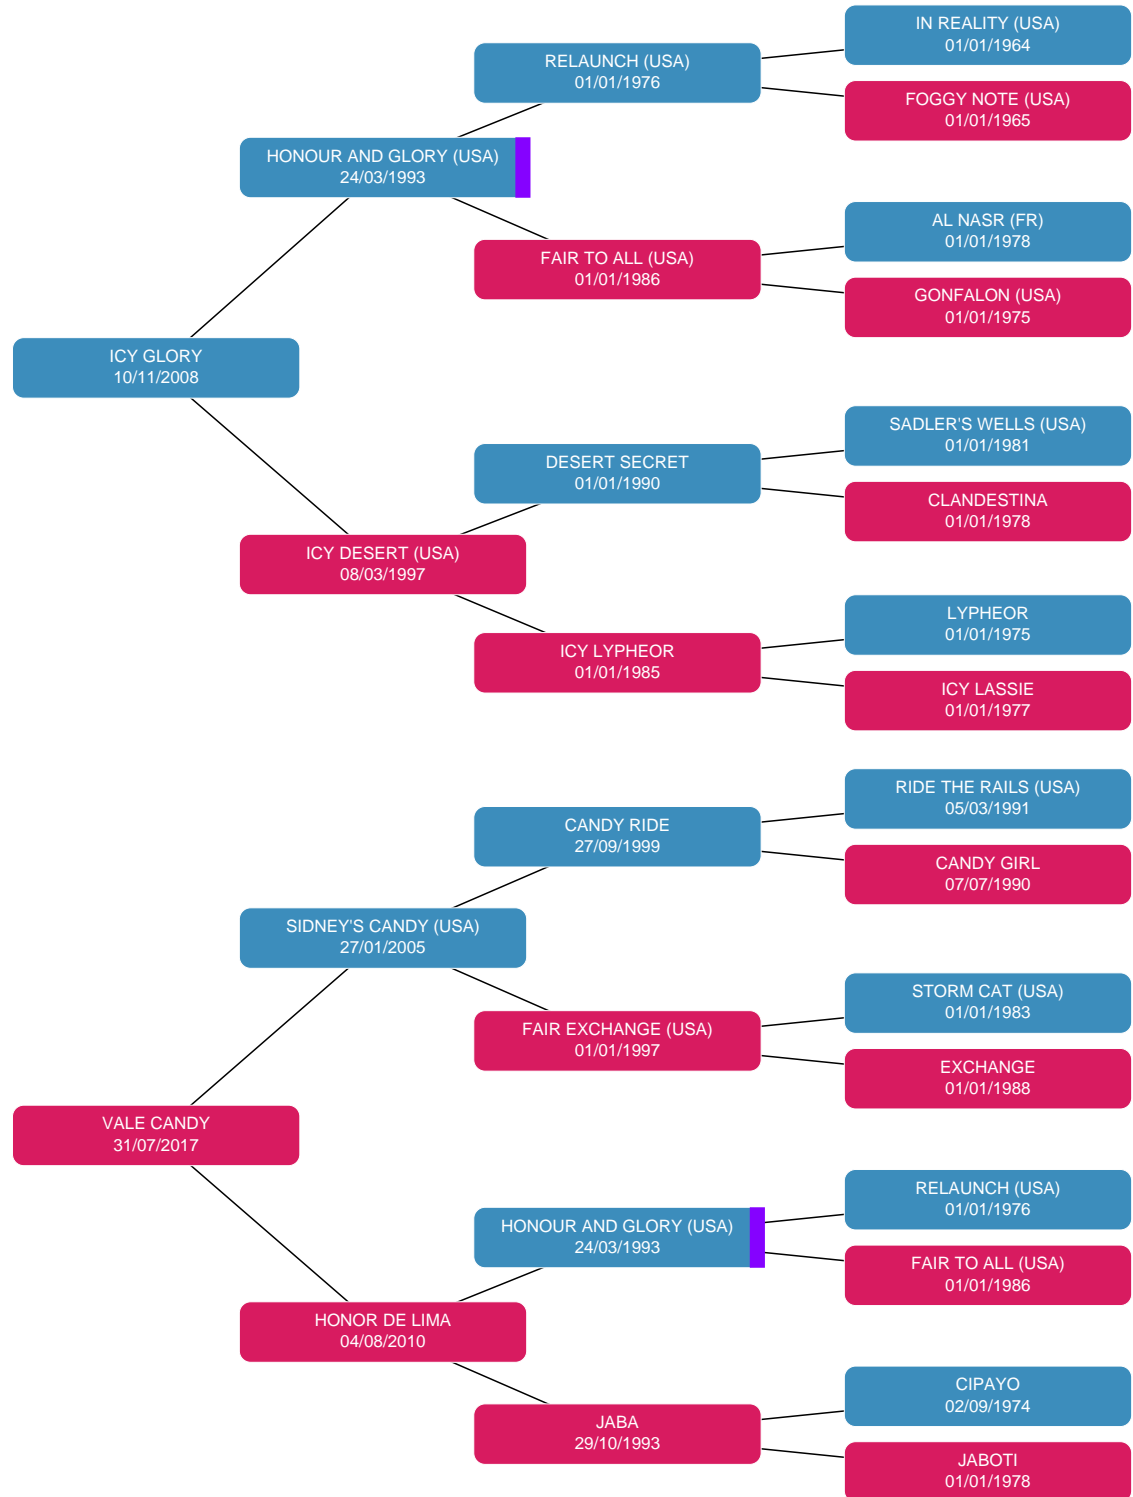 IN REALITY (USA)
01/01/1964
RELAUNCH (USA)
01/01/1976
FOGGY NOTE (USA)
01/01/1965
HONOUR AND GLORY (USA)
24/03/1993
AL NASR (FR)
01/01/1978
FAIR TO ALL (USA)
01/01/1986
GONFALON (USA)
01/01/1975
ICY GLORY
10/11/2008
SADLER'S WELLS (USA)
01/01/1981
DESERT SECRET
01/01/1990
CLANDESTINA
01/01/1978
ICY DESERT (USA)
08/03/1997
LYPHEOR
01/01/1975
ICY LYPHEOR
01/01/1985
ICY LASSIE
01/01/1977
RIDE THE RAILS (USA)
05/03/1991
CANDY RIDE
27/09/1999
CANDY GIRL
07/07/1990
SIDNEY'S CANDY (USA)
27/01/2005
STORM CAT (USA)
01/01/1983
FAIR EXCHANGE (USA)
01/01/1997
EXCHANGE
01/01/1988
VALE CANDY
31/07/2017
RELAUNCH (USA)
01/01/1976
HONOUR AND GLORY (USA)
24/03/1993
FAIR TO ALL (USA)
01/01/1986
HONOR DE LIMA
04/08/2010
CIPAYO
02/09/1974
JABA
29/10/1993
JABOTI
01/01/1978